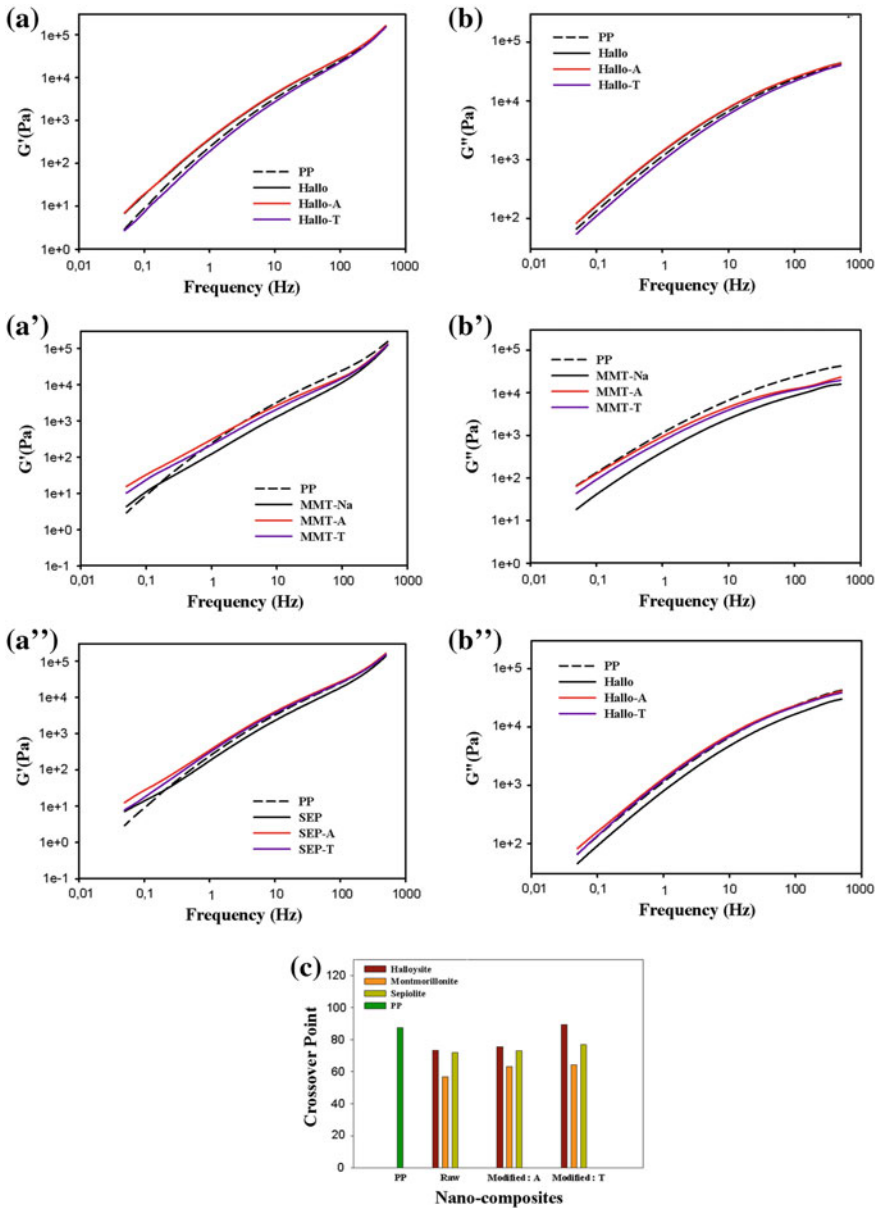 (a)
1e+5
1e+4
1e+3
1e+2
1e+1
1e+0
G'(Pa)
PP
Hallo
Hallo-A
Hallo-T
0,01 0,1 1 10 100 1000
Frequency (Hz)
(b)
1e+5
1e+4
1e+3
1e+2
G"(Pa)
PP
Hallo
Hallo-A
Hallo-T
0,01 0,1 1 10 100 1000
Frequency (Hz)
(a')
1e+5
1e+4
1e+3
1e+2
1e+1
1e+0
1e-1
G'(Pa)
PP
MMT-Na
MMT-A
MMT-T
0,01 0,1 1 10 100 1000
Frequency (Hz)
(b')
1e+5
1e+4
1e+3
1e+2
1e+1
1e+0
G"(Pa)
PP
MMT-Na
MMT-A
MMT-T
0,01 0,1 1 10 100 1000
Frequency (Hz)
(a'')
1e+5
1e+4
1e+3
1e+2
1e+1
1e+0
1e-1
G'(Pa)
PP
SEP
SEP-A
SEP-T
0,01 0,1 1 10 100 1000
Frequency (Hz)
(b'')
1e+5
1e+4
1e+3
1e+2
G"(Pa)
PP
Hallo
Hallo-A
Hallo-T
0,01 0,1 1 10 100 1000
Frequency (Hz)
(c)
Halloysite
Montmorillonite
Sepiolite
PP
120
100
80
60
40
20
0
Crossover Point
PP Raw Modified : A Modified : T
Nano-composites